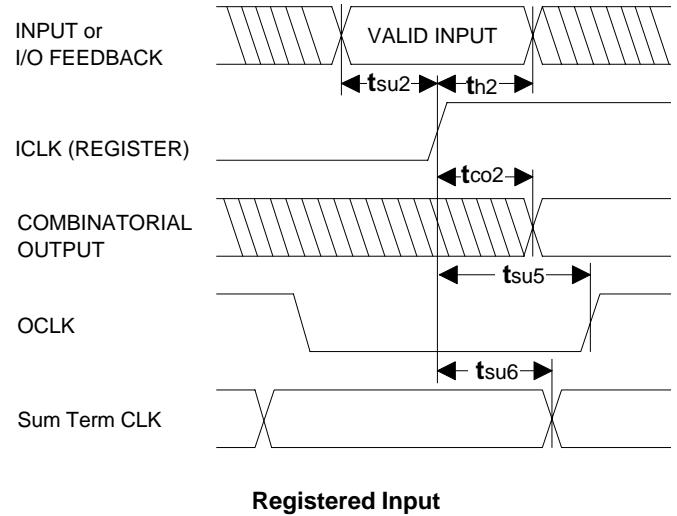 INPUT or
I/O FEEDBACK
VALID INPUT
tsu2
th2
ICLK (REGISTER)
tco2
COMBINATORIAL
OUTPUT
tsu5
OCLK
tsu6
Sum Term CLK
Registered Input